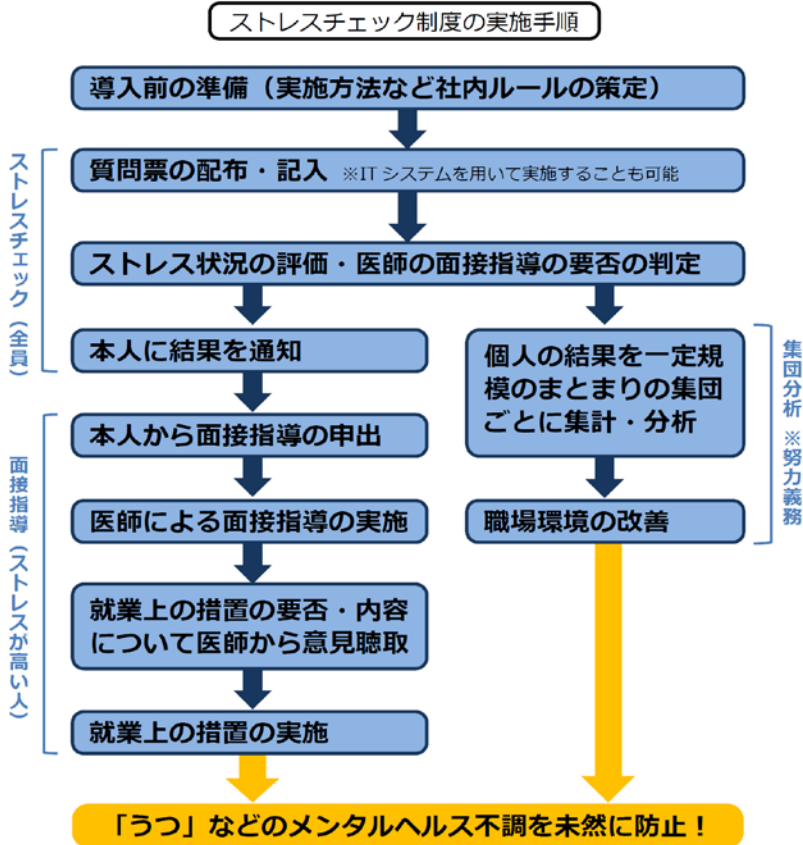 ストレスチェック制度の実施手順
導入前の準備（実施方法など社内ルールの策定）
ストレスチェック（全員）
質問票の配布・記入 ※IT システムを用いて実施することも可能
ストレス状況の評価・医師の面接指導の要否の判定
本人に結果を通知
面接指導（ストレスが高い人）
本人から面接指導の申出
医師による面接指導の実施
就業上の措置の要否・内容
について医師から意見聴取
就業上の措置の実施
個人の結果を一定規
模のまとまりの集団
ごとに集計・分析
職場環境の改善
集団分析 ※努力義務
「うつ」などのメンタルヘルス不調を未然に防止！